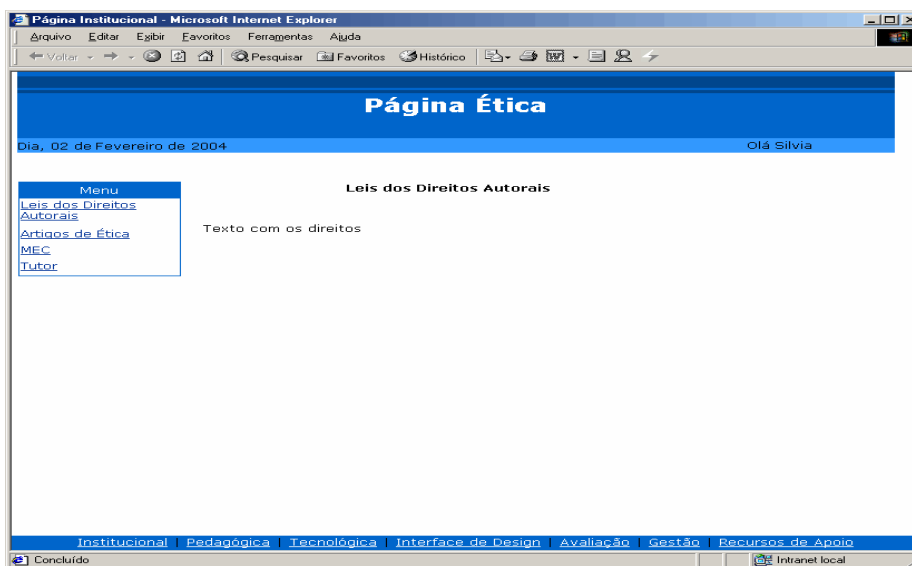 Página Institucional - Microsoft Internet Explorer
Arquivo Editar Exibir Favoritos Ferramentas Ajuda
Voltar Pesquisar Favoritos Histórico
Página Ética
Dia, 02 de Fevereiro de 2004 Olá Silvia
Menu
Leis dos Direitos
Autorais
Artigos de Ética
MEC
Tutor
Leis dos Direitos Autorais
Texto com os direitos
Institucional | Pedagógica | Tecnológica | Interface de Design | Avaliação | Gestão | Recursos de Apoio
Concluído Intranet local